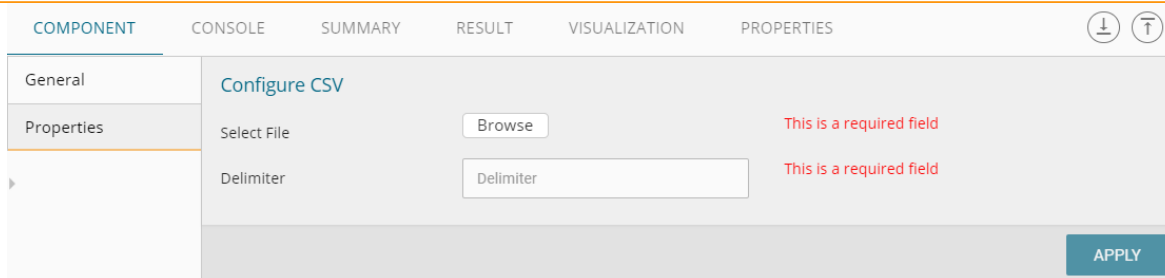 COMPONENT CONSOLE SUMMARY RESULT VISUALIZATION PROPERTIES
General
Properties
Configure CSV
Select File Browse This is a required field
Delimiter Delimiter This is a required field
APPLY